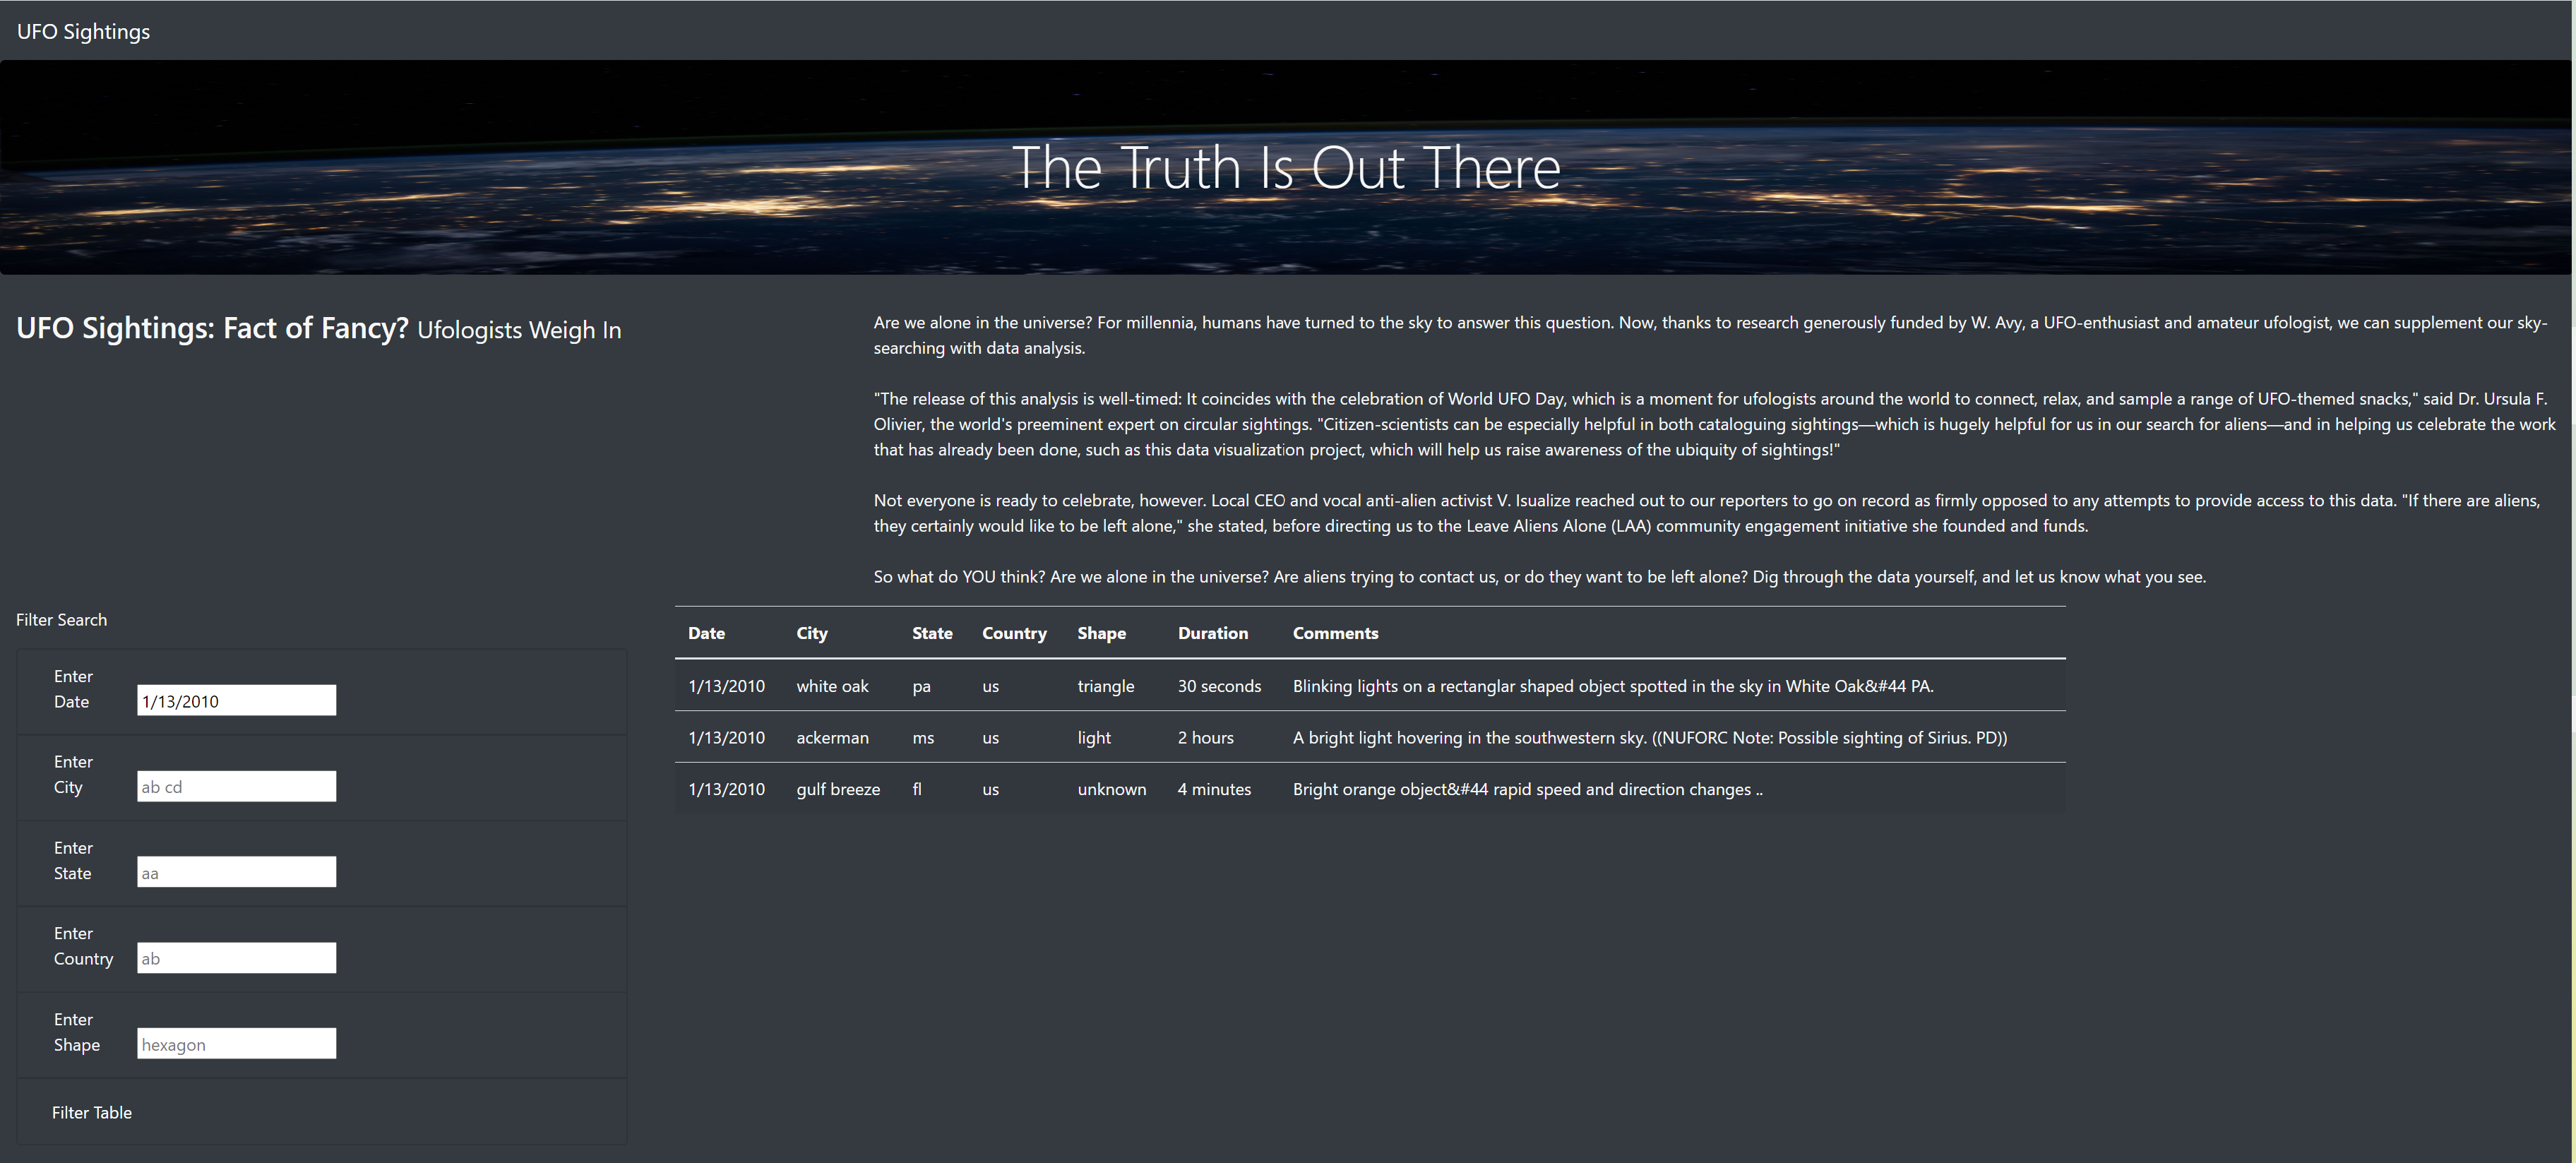 UFO Sightings
The Truth Is Out There
UFO Sightings: Fact of Fancy? Ufologists Weigh In
Are we alone in the universe? For millennia, humans have turned to the sky to answer this question. Now, thanks to research generously funded by W. Avy, a UFO-enthusiast and amateur ufologist, we can supplement our sky-
searching with data analysis.
"The release of this analysis is well-timed: It coincides with the celebration of World UFO Day, which is a moment for ufologists around the world to connect, relax, and sample a range of UFO-themed snacks," said Dr. Ursula F.
Olivier, the world's preeminent expert on circular sightings. "Citizen-scientists can be especially helpful in both cataloguing sightings—which is hugely helpful for us in our search for aliens—and in helping us celebrate the work
that has already been done, such as this data visualization project, which will help us raise awareness of the ubiquity of sightings!"
Not everyone is ready to celebrate, however. Local CEO and vocal anti-alien activist V. Isualize reached out to our reporters to go on record as firmly opposed to any attempts to provide access to this data. "If there are aliens,
they certainly would like to be left alone," she stated, before directing us to the Leave Aliens Alone (LAA) community engagement initiative she founded and funds.
So what do YOU think? Are we alone in the universe? Are aliens trying to contact us, or do they want to be left alone? Dig through the data yourself, and let us know what you see.
Filter Search
Enter
Date
1/13/2010
Enter
City
ab cd
Enter
State
aa
Enter
Country
ab
Enter
Shape
hexagon
Filter Table
Date City State Country Shape Duration Comments
1/13/2010 white oak pa us triangle 30 seconds Blinking lights on a rectanglar shaped object spotted in the sky in White Oak&#44 PA.
1/13/2010 ackerman ms us light 2 hours A bright light hovering in the southwestern sky. ((NUFORC Note: Possible sighting of Sirius. PD))
1/13/2010 gulf breeze fl us unknown 4 minutes Bright orange object&#44 rapid speed and direction changes ..